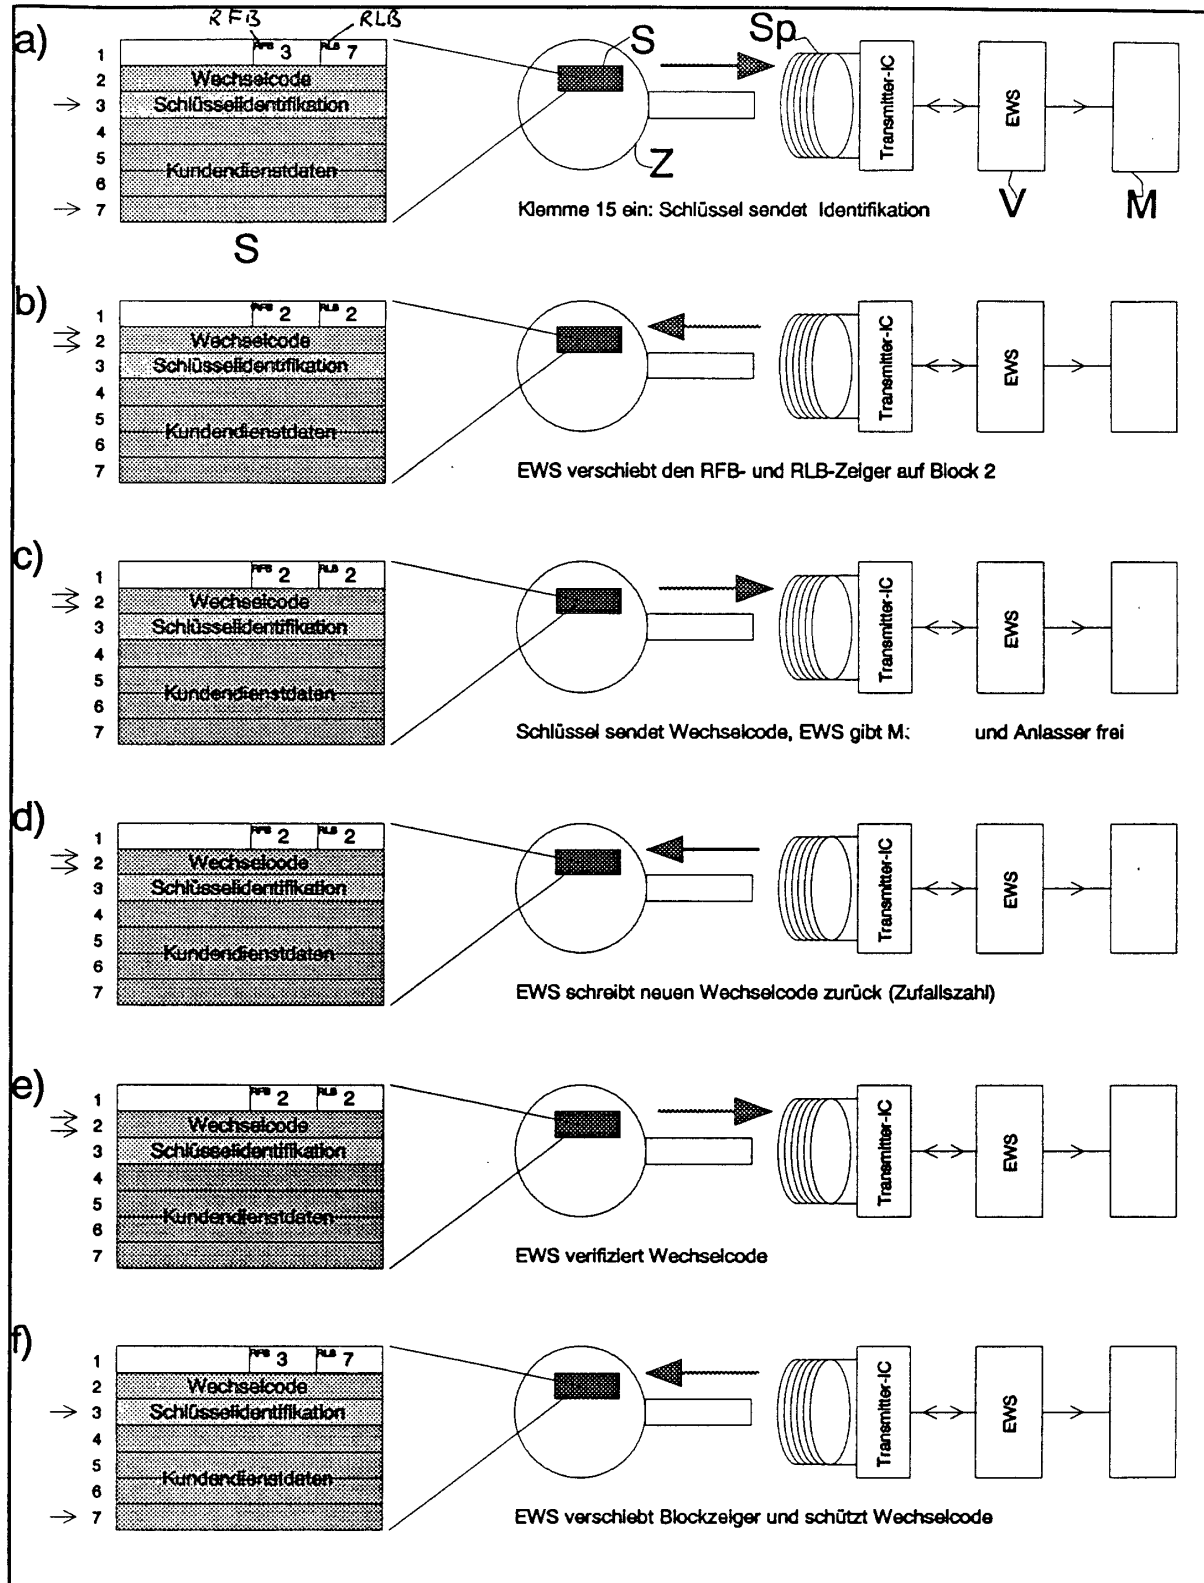 RFB RLB
a)
1 RFB 3 RLB 7
2 Wechselcode
3 Schlüsselidentifikation
4
5
Kundendienstdaten
6
7
S
S
Z
Sp
Transmitter-IC
EWS
V
M
Klemme 15 ein: Schlüssel sendet Identifikation
b)
1 RFB 2 RLB 2
2 Wechselcode
3 Schlüsselidentifikation
4
5
Kundendienstdaten
6
7
Transmitter-IC
EWS
EWS verschiebt den RFB- und RLB-Zeiger auf Block 2
c)
1 RFB 2 RLB 2
2 Wechselcode
3 Schlüsselidentifikation
4
5
Kundendienstdaten
6
7
Transmitter-IC
EWS
Schlüssel sendet Wechselcode, EWS gibt M: und Anlasser frei
d)
1 RFB 2 RLB 2
2 Wechselcode
3 Schlüsselidentifikation
4
5
Kundendienstdaten
6
7
Transmitter-IC
EWS
EWS schreibt neuen Wechselcode zurück (Zufallszahl)
e)
1 RFB 2 RLB 2
2 Wechselcode
3 Schlüsselidentifikation
4
5
Kundendienstdaten
6
7
Transmitter-IC
EWS
EWS verifiziert Wechselcode
f)
1 RFB 3 RLB 7
2 Wechselcode
3 Schlüsselidentifikation
4
5
Kundendienstdaten
6
7
Transmitter-IC
EWS
EWS verschiebt Blockzeiger und schützt Wechselcode